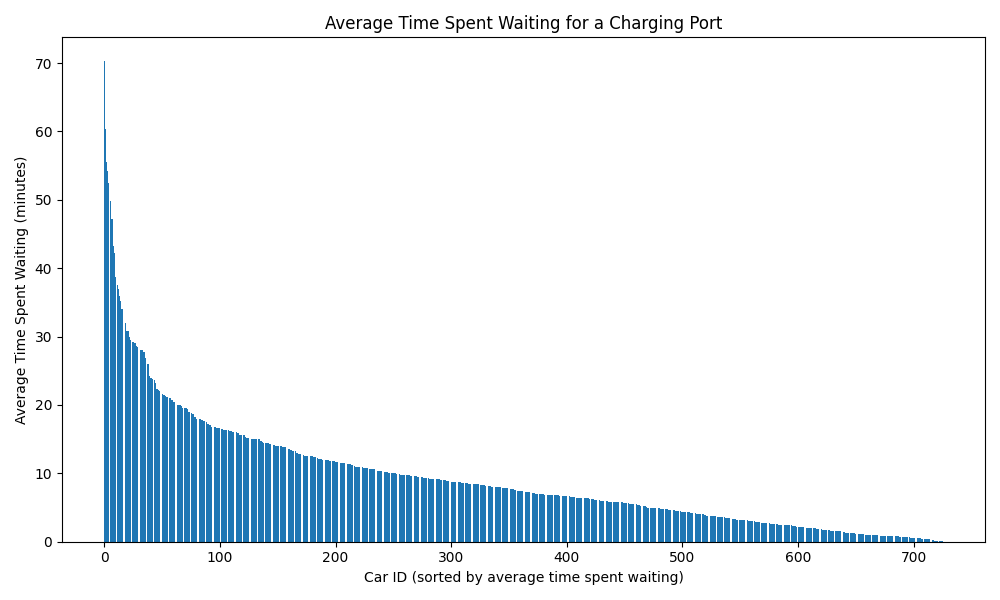 Average Time Spent Waiting for a Charging Port
Average Time Spent Waiting (minutes)
70
60
50
40
30
20
10
0
0 100 200 300 400 500 600 700
Car ID (sorted by average time spent waiting)